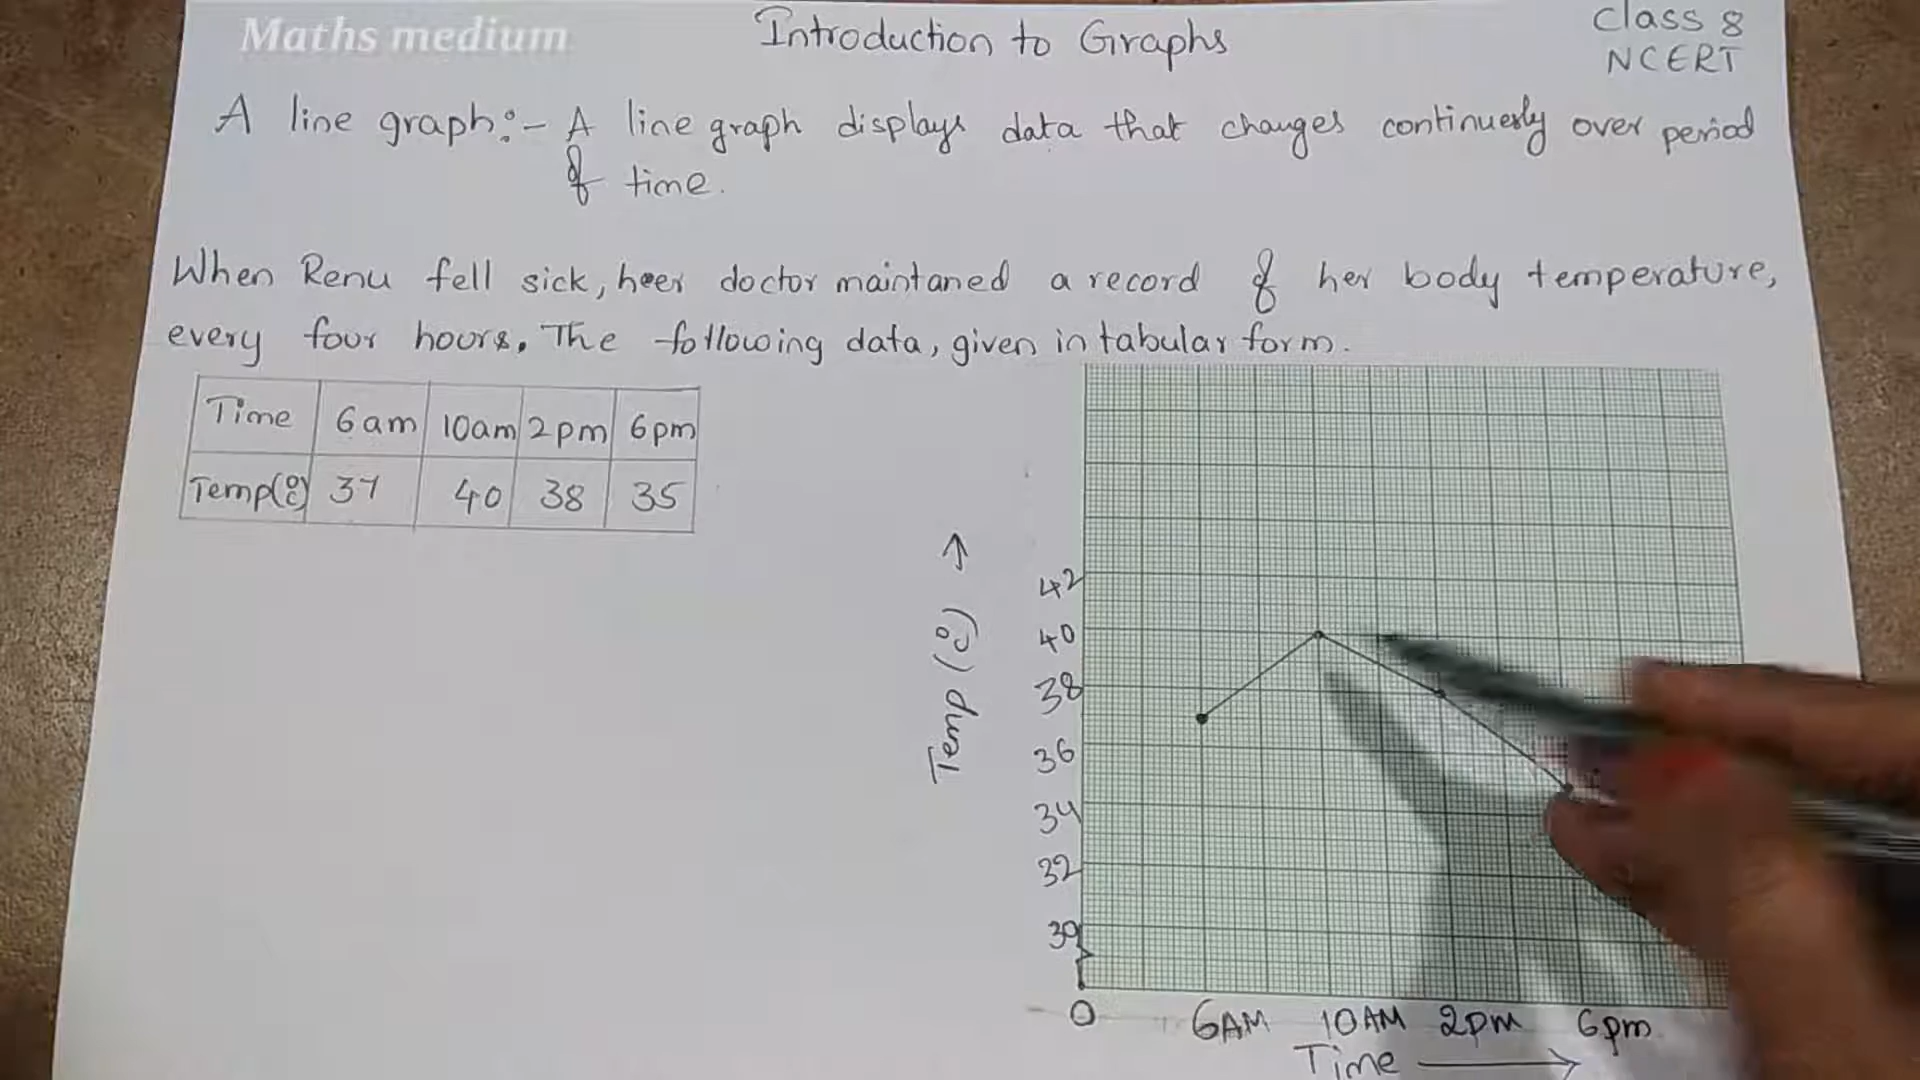 Maths medium
Introduction to Graphs
Class 8
NCERT
A line graph:- A line graph displays data that changes continuesly over period
of time.
When Renu fell sick, heer doctor maintaned a record of her body temperature,
every four hours. The following data, given in tabular form.
Time 6am 10am 2pm 6pm
Temp(°C) 37 40 38 35
Temp (°C) →
42
40
38
36
34
32
30
0 6AM 10AM 2pm 6pm
Time →